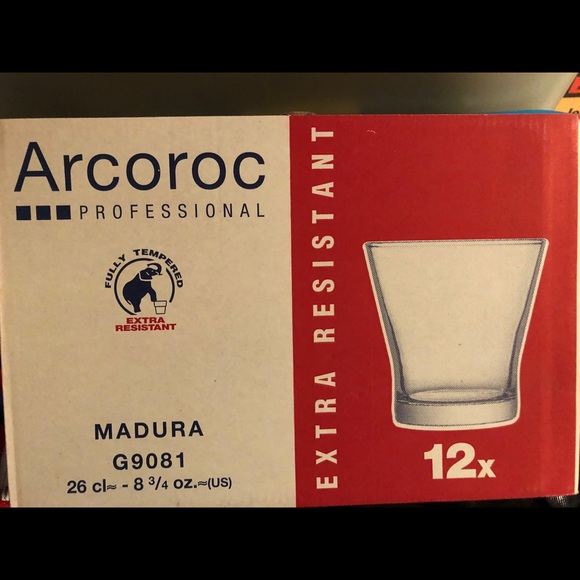 Arcoroc
PROFESSIONAL
FULLY TEMPERED
EXTRA
RESISTANT
MADURA
G9081
26 cl≈ - 8 3/4 oz.≈(US)
EXTRA RESISTANT
12x